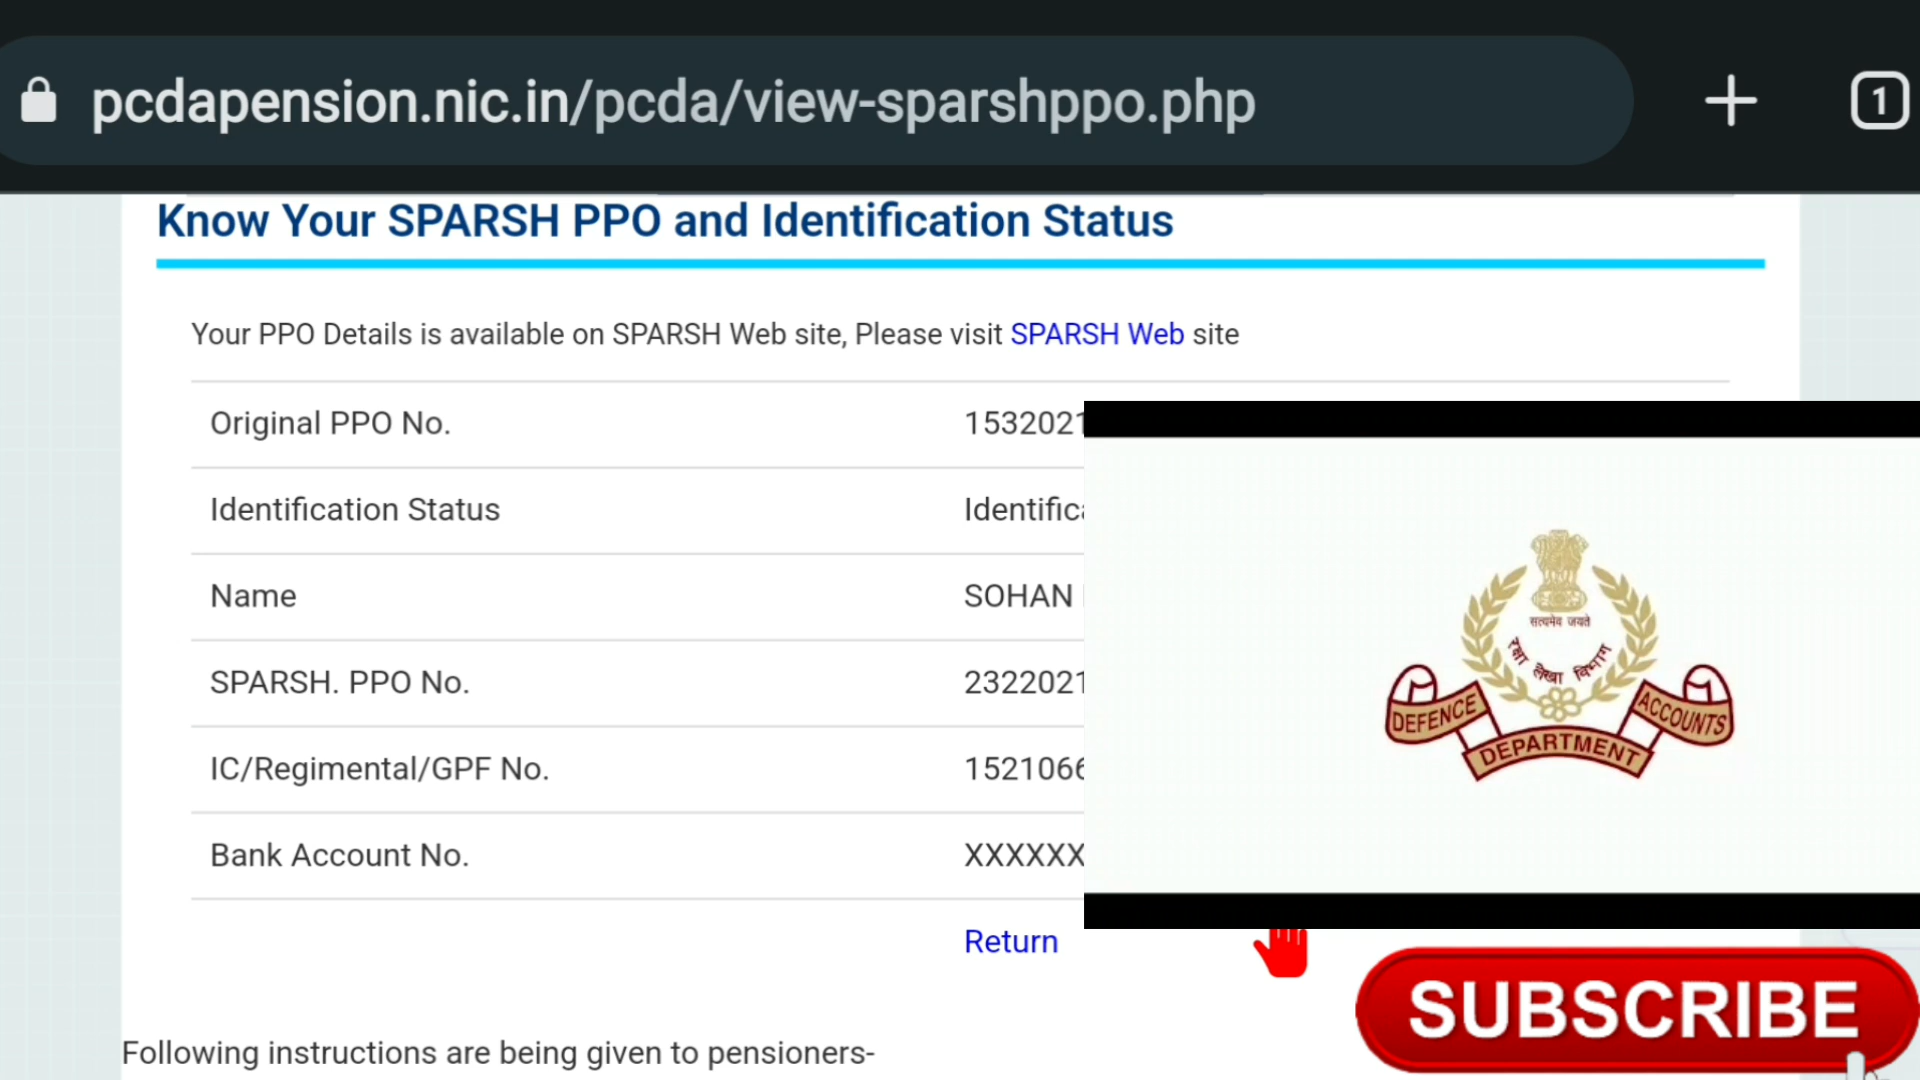 pcdapension.nic.in/pcda/view-sparshppo.php
1
Know Your SPARSH PPO and Identification Status
Your PPO Details is available on SPARSH Web site, Please visit SPARSH Web site
Original PPO No. 1532021
Identification Status Identific
Name SOHAN
SPARSH. PPO No. 2322021
IC/Regimental/GPF No. 1521066
Bank Account No. XXXXXX
Return
सत्यमेव जयते
रक्षा लेखा विभाग
DEFENCE ACCOUNTS
DEPARTMENT
SUBSCRIBE
Following instructions are being given to pensioners-